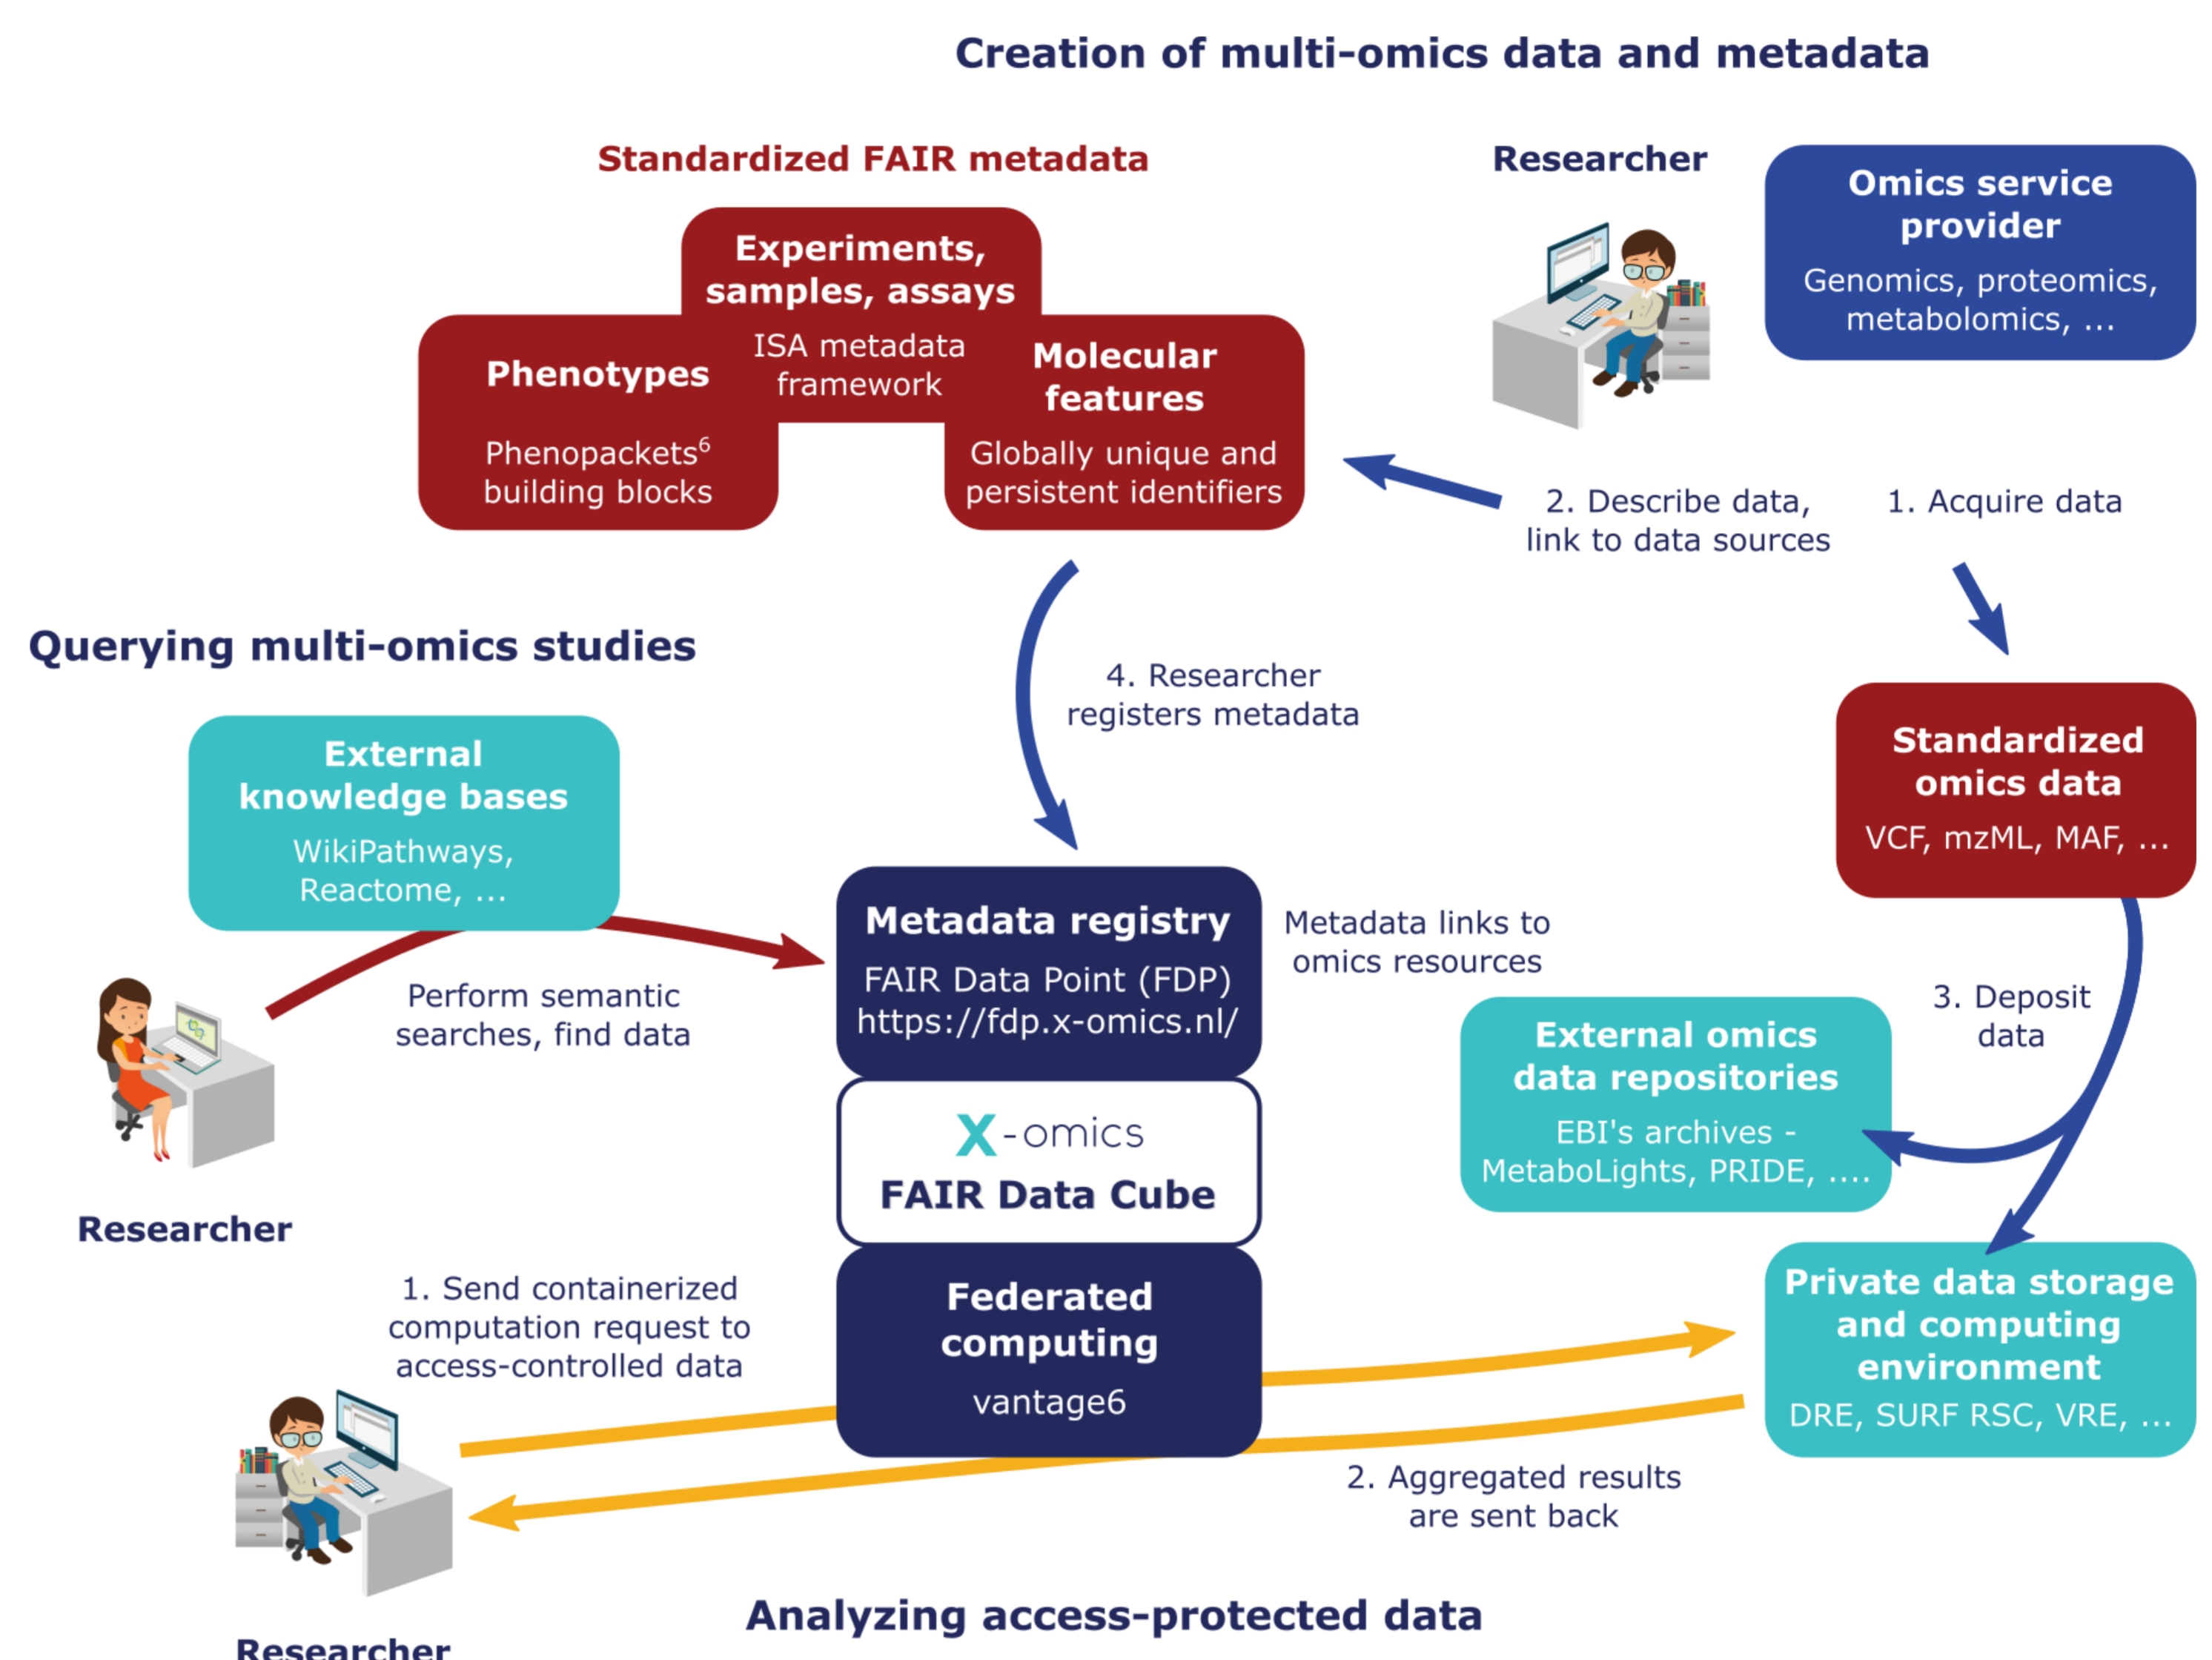 Creation of multi-omics data and metadata
Standardized FAIR metadata
Experiments,
samples, assays
ISA metadata
framework
Phenotypes
Phenopackets⁶
building blocks
Molecular
features
Globally unique and
persistent identifiers
Researcher
Omics service
provider
Genomics, proteomics,
metabolomics, ...
2. Describe data,
link to data sources
1. Acquire data
4. Researcher
registers metadata
Standardized
omics data
VCF, mzML, MAF, ...
Querying multi-omics studies
External
knowledge bases
WikiPathways,
Reactome, ...
Perform semantic
searches, find data
Researcher
Metadata registry
FAIR Data Point (FDP)
https://fdp.x-omics.nl/
Metadata links to
omics resources
X-omics
FAIR Data Cube
External omics
data repositories
EBI's archives -
MetaboLights, PRIDE, ....
3. Deposit
data
Private data storage
and computing
environment
DRE, SURF RSC, VRE, ...
Federated
computing
vantage6
1. Send containerized
computation request to
access-controlled data
2. Aggregated results
are sent back
Researcher
Analyzing access-protected data